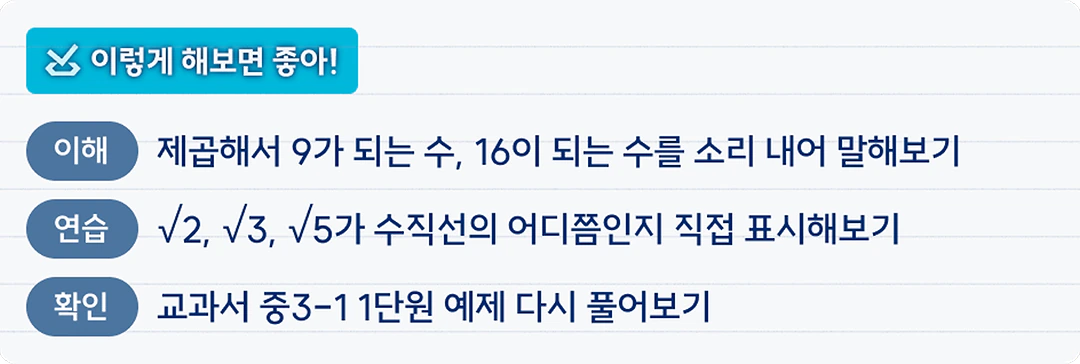 이렇게 해보면 좋아!
이해 제곱해서 9가 되는 수, 16이 되는 수를 소리 내어 말해보기
연습 √2, √3, √5가 수직선의 어디쯤인지 직접 표시해보기
확인 교과서 중3-1 1단원 예제 다시 풀어보기